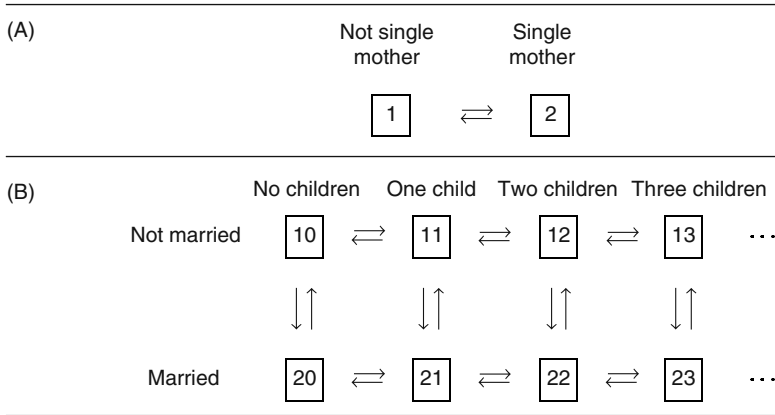 (A)
Not single mother
Single mother
1 2
(B)
No children One child Two children Three children
Not married 10 11 12 13 ...
Married 20 21 22 23 ...